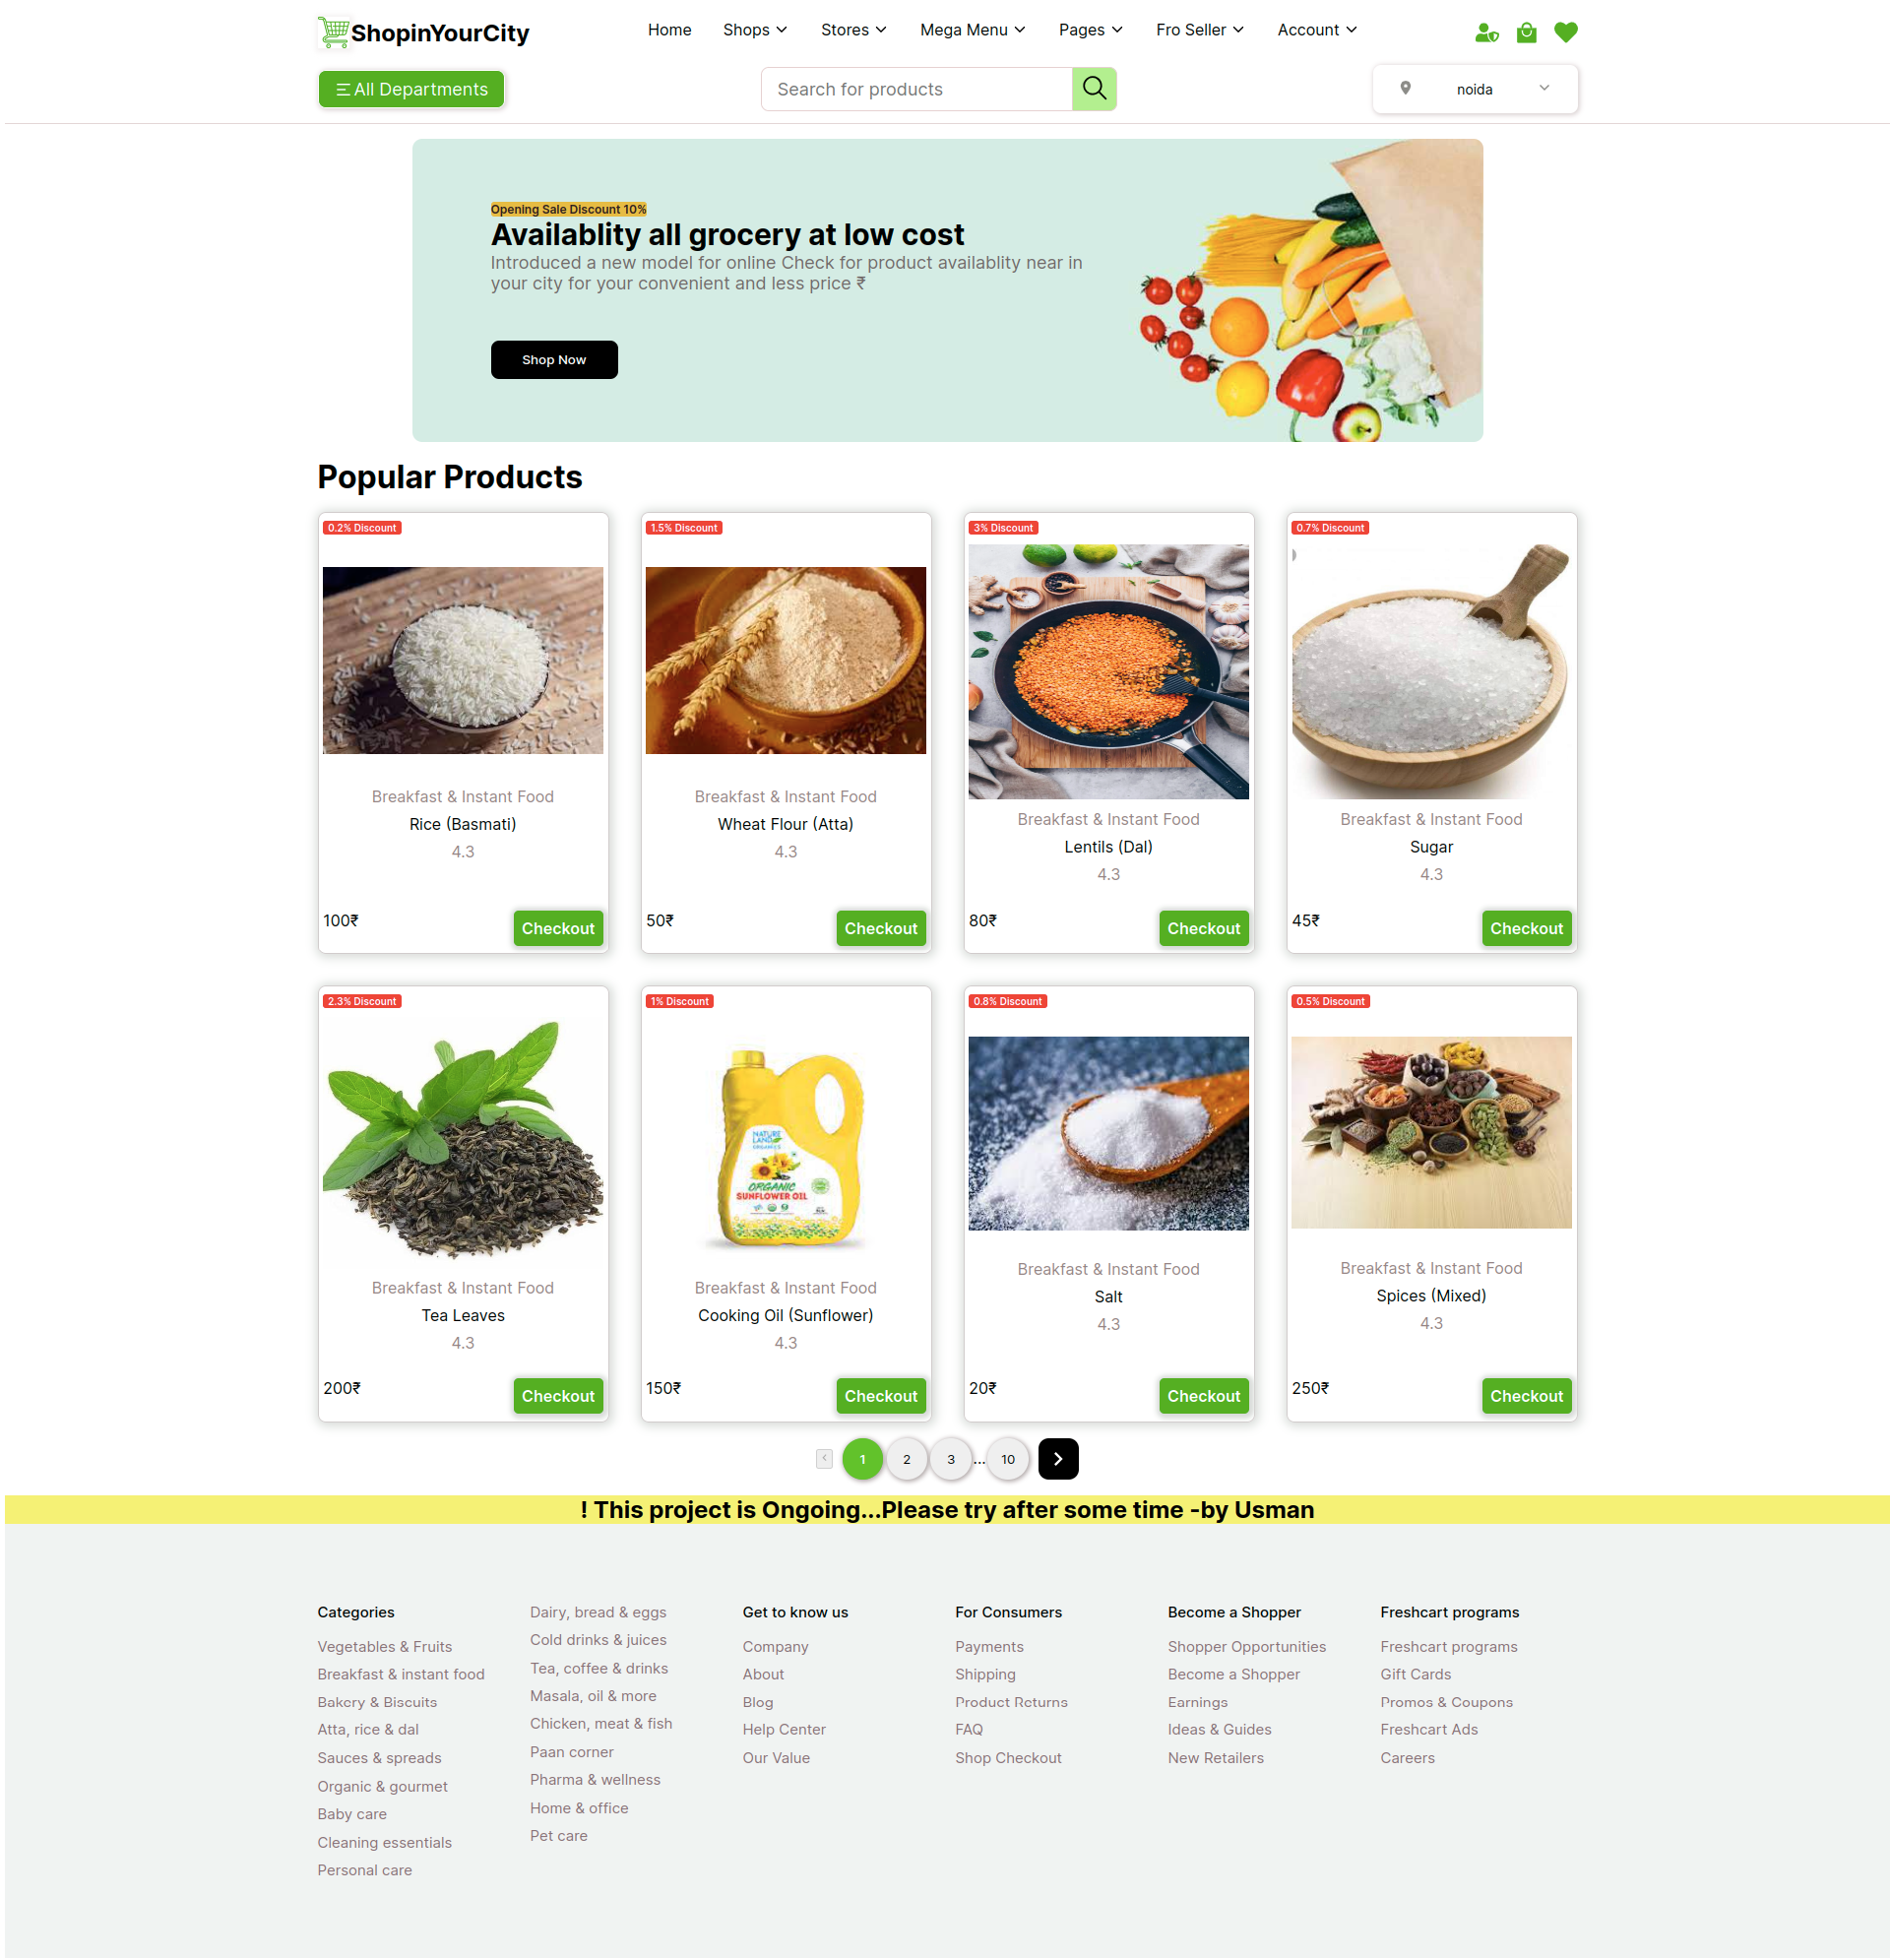 ShopinYourCity
Home Shops Stores Mega Menu Pages Fro Seller Account
All Departments
Search for products
noida
Opening Sale Discount 10%
Availablity all grocery at low cost
Introduced a new model for online Check for product availablity near in
your city for your convenient and less price ₹
Shop Now
Popular Products
0.2% Discount
Breakfast & Instant Food
Rice (Basmati)
4.3
100₹ Checkout
1.5% Discount
Breakfast & Instant Food
Wheat Flour (Atta)
4.3
50₹ Checkout
3% Discount
Breakfast & Instant Food
Lentils (Dal)
4.3
80₹ Checkout
0.7% Discount
Breakfast & Instant Food
Sugar
4.3
45₹ Checkout
2.3% Discount
Breakfast & Instant Food
Tea Leaves
4.3
200₹ Checkout
1% Discount
NATURE
LAND
ORGANICS
ORGANIC
SUNFLOWER OIL
Breakfast & Instant Food
Cooking Oil (Sunflower)
4.3
150₹ Checkout
0.8% Discount
Breakfast & Instant Food
Salt
4.3
20₹ Checkout
0.5% Discount
Breakfast & Instant Food
Spices (Mixed)
4.3
250₹ Checkout
1 2 3 ... 10
! This project is Ongoing...Please try after some time -by Usman
Categories
Vegetables & Fruits
Breakfast & instant food
Bakery & Biscuits
Atta, rice & dal
Sauces & spreads
Organic & gourmet
Baby care
Cleaning essentials
Personal care
Dairy, bread & eggs
Cold drinks & juices
Tea, coffee & drinks
Masala, oil & more
Chicken, meat & fish
Paan corner
Pharma & wellness
Home & office
Pet care
Get to know us
Company
About
Blog
Help Center
Our Value
For Consumers
Payments
Shipping
Product Returns
FAQ
Shop Checkout
Become a Shopper
Shopper Opportunities
Become a Shopper
Earnings
Ideas & Guides
New Retailers
Freshcart programs
Freshcart programs
Gift Cards
Promos & Coupons
Freshcart Ads
Careers